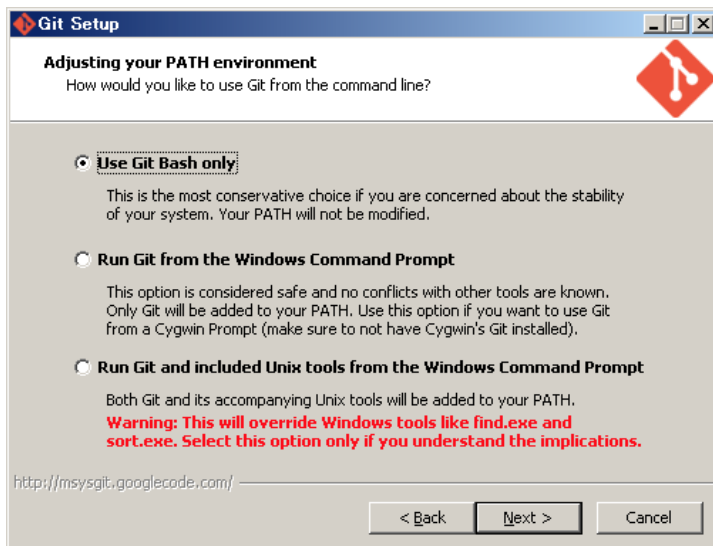 Git Setup
Adjusting your PATH environment
How would you like to use Git from the command line?
Use Git Bash only
This is the most conservative choice if you are concerned about the stability
of your system. Your PATH will not be modified.
Run Git from the Windows Command Prompt
This option is considered safe and no conflicts with other tools are known.
Only Git will be added to your PATH. Use this option if you want to use Git
from a Cygwin Prompt (make sure to not have Cygwin's Git installed).
Run Git and included Unix tools from the Windows Command Prompt
Both Git and its accompanying Unix tools will be added to your PATH.
Warning: This will override Windows tools like find.exe and
sort.exe. Select this option only if you understand the implications.
http://msysgit.googlecode.com/
< Back Next > Cancel